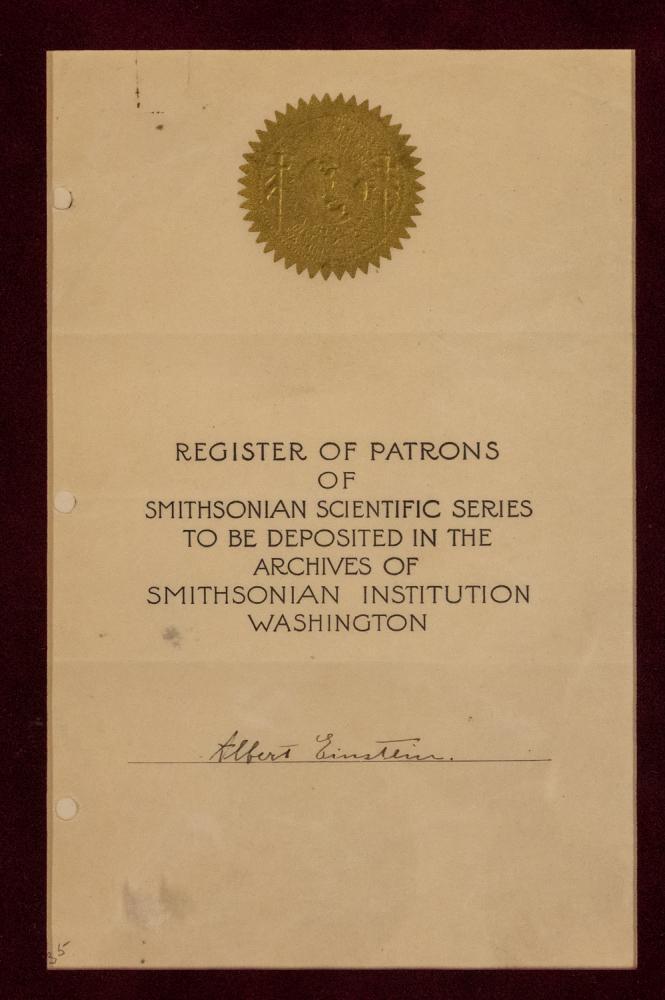 REGISTER OF PATRONS
OF
SMITHSONIAN SCIENTIFIC SERIES
TO BE DEPOSITED IN THE
ARCHIVES OF
SMITHSONIAN INSTITUTION
WASHINGTON
Albert Einstein.
35